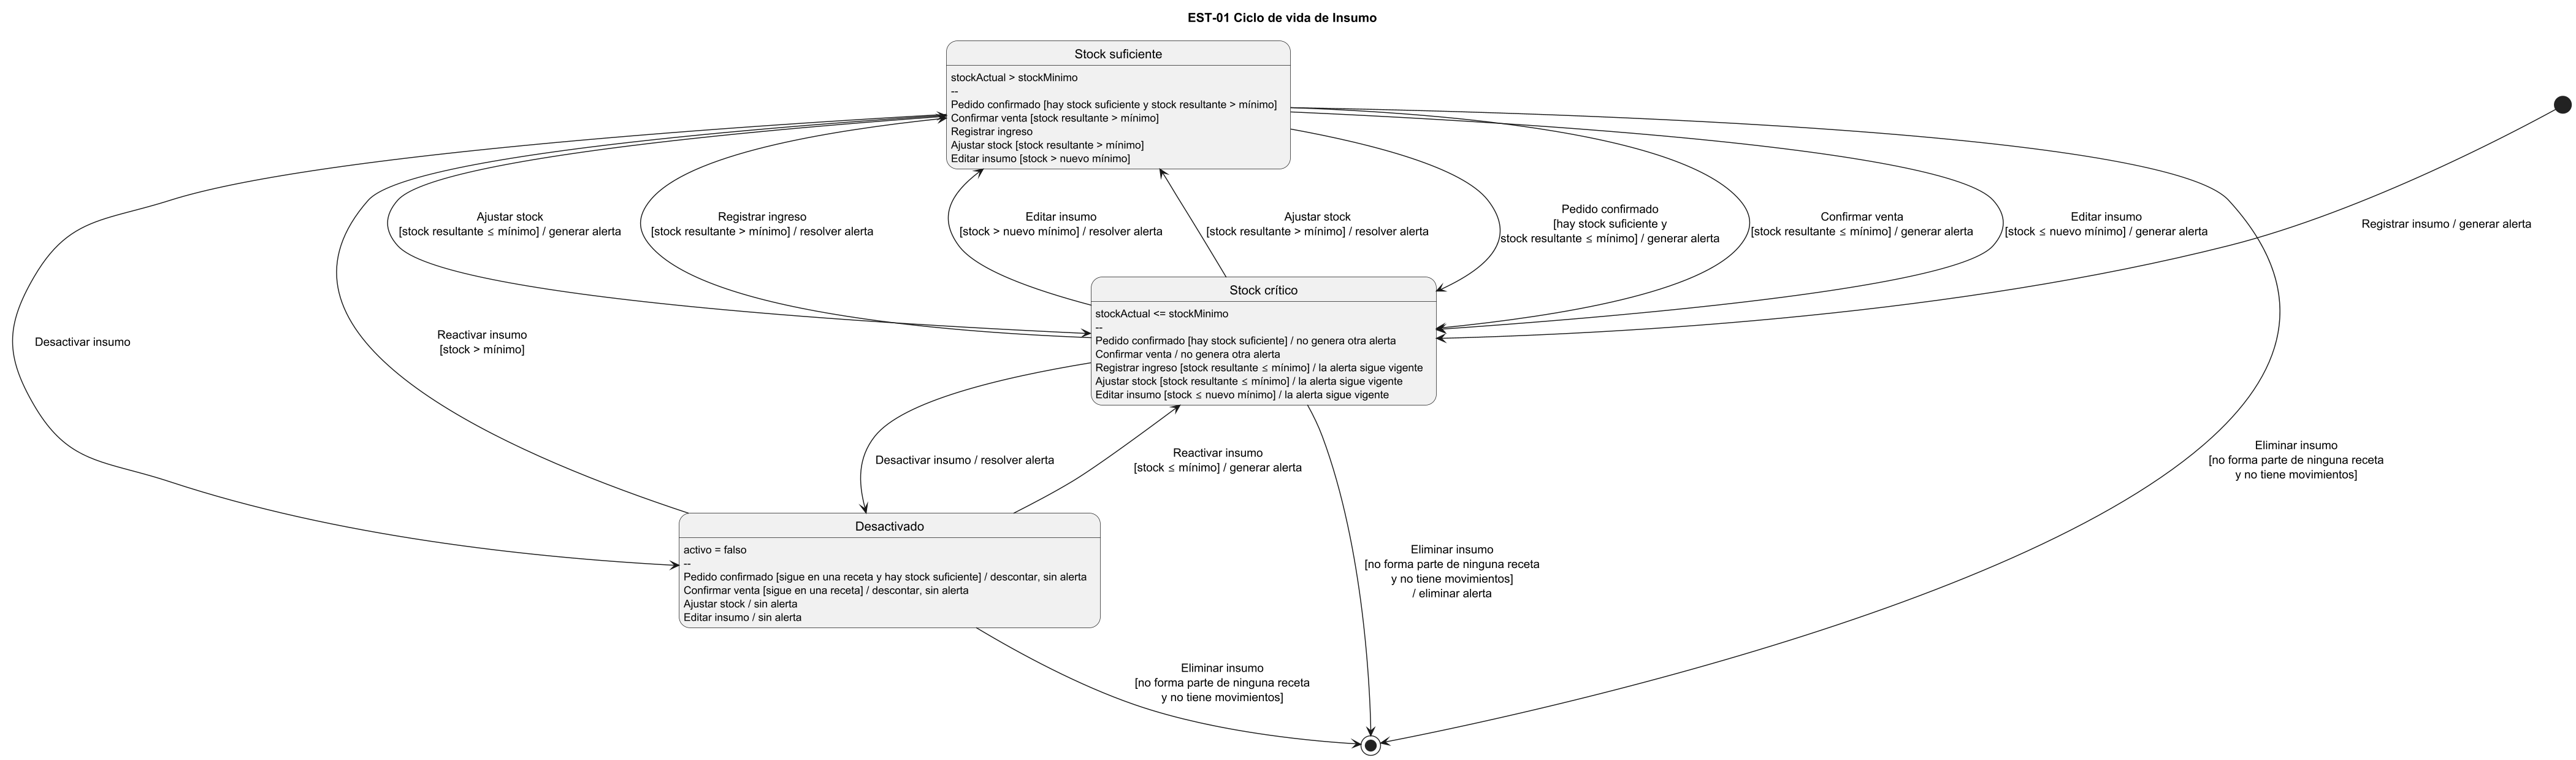 EST-01 Ciclo de vida de Insumo
Stock suficiente
stockActual > stockMinimo
--
Pedido confirmado [hay stock suficiente y stock resultante > mínimo]
Confirmar venta [stock resultante > mínimo]
Registrar ingreso
Ajustar stock [stock resultante > mínimo]
Editar insumo [stock > nuevo mínimo]
Ajustar stock
[stock resultante ≤ mínimo] / generar alerta
Registrar ingreso
[stock resultante > mínimo] / resolver alerta
Editar insumo
[stock > nuevo mínimo] / resolver alerta
Ajustar stock
[stock resultante > mínimo] / resolver alerta
Pedido confirmado
[hay stock suficiente y
stock resultante ≤ mínimo] / generar alerta
Confirmar venta
[stock resultante ≤ mínimo] / generar alerta
Editar insumo
[stock ≤ nuevo mínimo] / generar alerta
Registrar insumo / generar alerta
Stock crítico
stockActual <= stockMinimo
--
Pedido confirmado [hay stock suficiente] / no genera otra alerta
Confirmar venta / no genera otra alerta
Registrar ingreso [stock resultante ≤ mínimo] / la alerta sigue vigente
Ajustar stock [stock resultante ≤ mínimo] / la alerta sigue vigente
Editar insumo [stock ≤ nuevo mínimo] / la alerta sigue vigente
Desactivar insumo
Reactivar insumo
[stock > mínimo]
Desactivar insumo / resolver alerta
Reactivar insumo
[stock ≤ mínimo] / generar alerta
Eliminar insumo
[no forma parte de ninguna receta
y no tiene movimientos]
Desactivado
activo = falso
--
Pedido confirmado [sigue en una receta y hay stock suficiente] / descontar, sin alerta
Confirmar venta [sigue en una receta] / descontar, sin alerta
Ajustar stock / sin alerta
Editar insumo / sin alerta
Eliminar insumo
[no forma parte de ninguna receta
y no tiene movimientos]
/ eliminar alerta
Eliminar insumo
[no forma parte de ninguna receta
y no tiene movimientos]